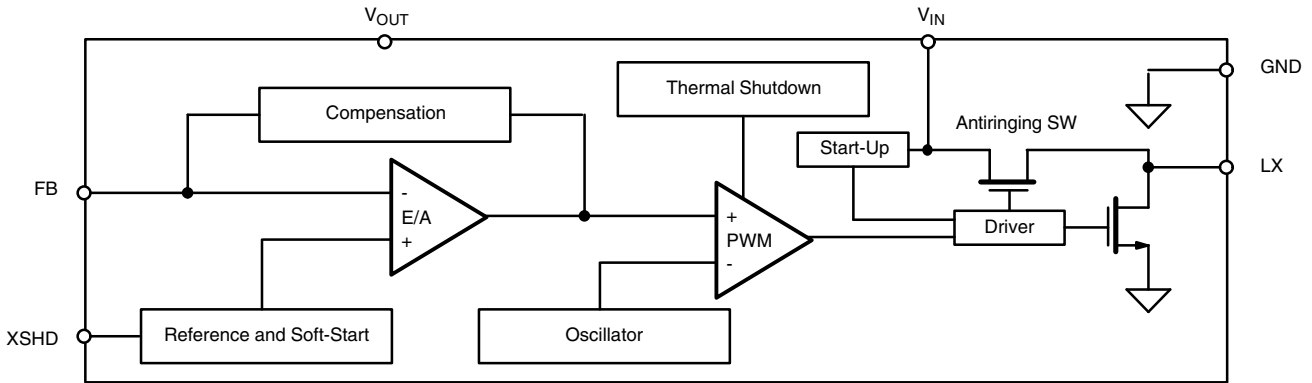 VOUT
VIN
GND
Thermal Shutdown
Compensation
Antiringing SW
Start-Up
LX
FB
-
E/A
+
+
PWM
-
Driver
XSHD
Reference and Soft-Start
Oscillator